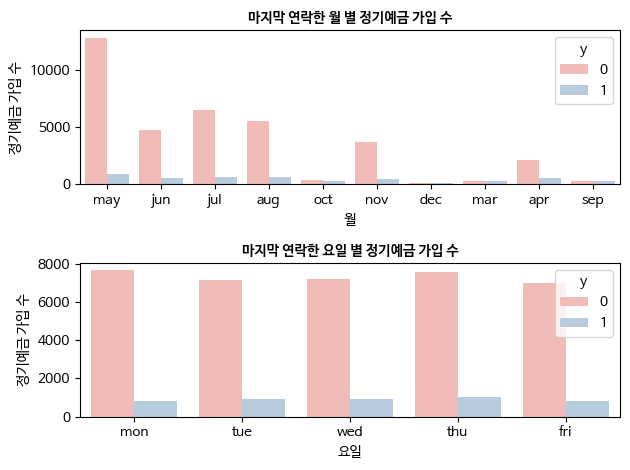 마지막 연락한 월 별 정기예금 가입 수
정기예금 가입 수
10000
5000
0
y
0
1
may jun jul aug oct nov dec mar apr sep
월
마지막 연락한 요일 별 정기예금 가입 수
정기예금 가입 수
8000
6000
4000
2000
0
y
0
1
mon tue wed thu fri
요일